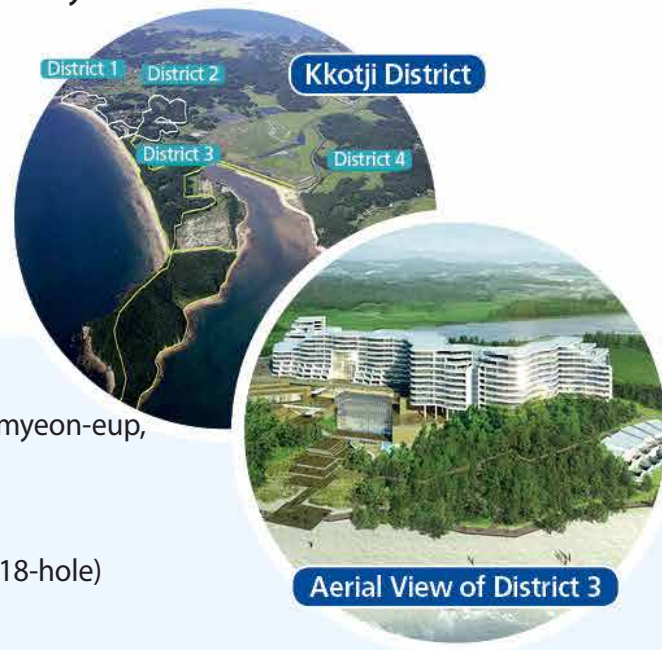 District 1
District 2
Kkotji District
District 3
District 4
myeon-eup,
18-hole)
Aerial View of District 3